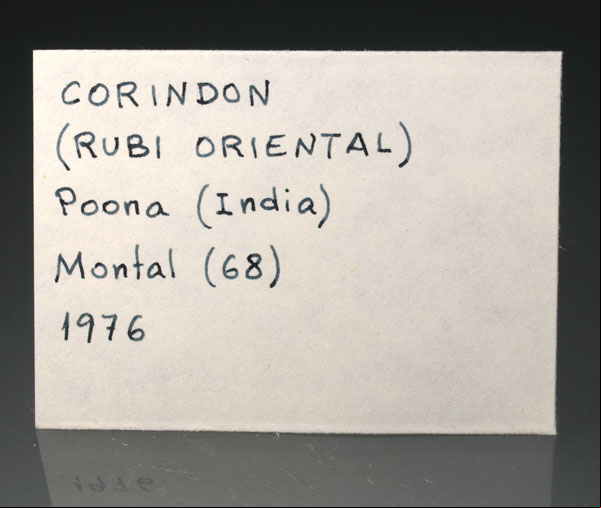 CORINDON
(RUBI ORIENTAL)
Poona (India)
Montal (68)
1976